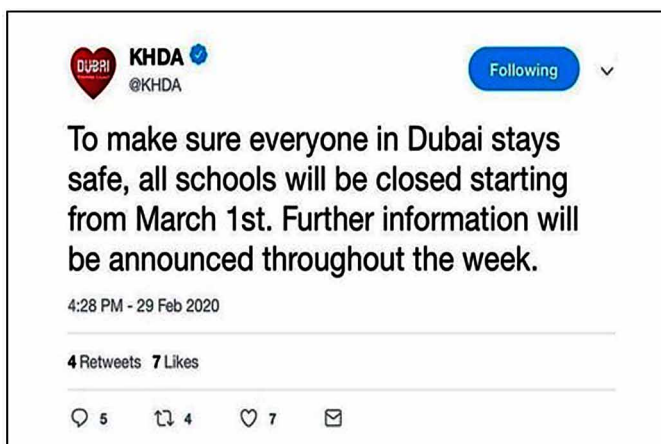 DUBAI
KHDA
@KHDA
Following
To make sure everyone in Dubai stays
safe, all schools will be closed starting
from March 1st. Further information will
be announced throughout the week.
4:28 PM - 29 Feb 2020
4 Retweets 7 Likes
5 4 7